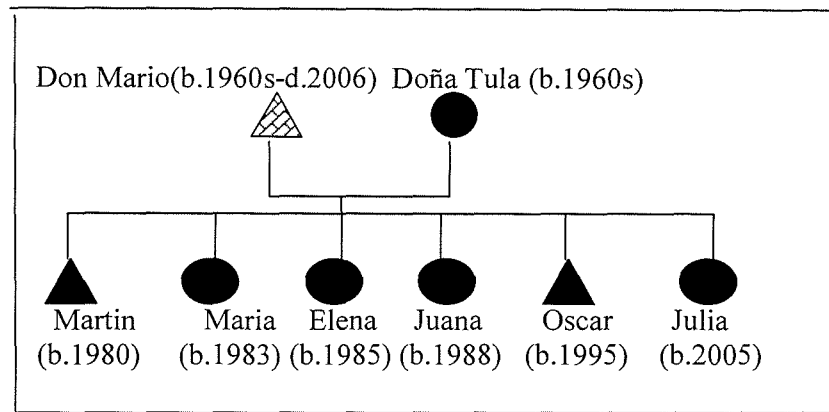 Don Mario(b.1960s-d.2006) Doña Tula (b.1960s)
Martin Maria Elena Juana Oscar Julia
(b.1980) (b.1983) (b.1985) (b.1988) (b.1995) (b.2005)